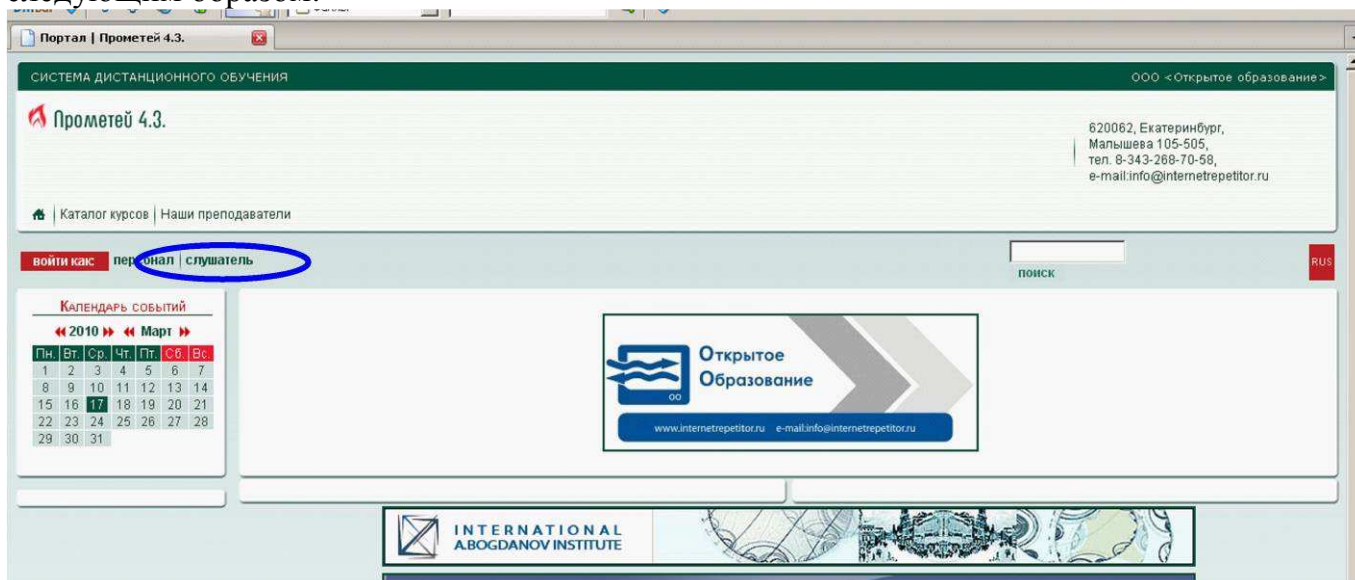 следующим образом.
Портал | Прометей 4.3.
СИСТЕМА ДИСТАНЦИОННОГО ОБУЧЕНИЯ
ООО <Открытое образование>
Прометей 4.3.
620062, Екатеринбург,
Малышева 105-505,
тел. 8-343-268-70-58,
e-mail:info@internetrepetitor.ru
Каталог курсов | Наши преподаватели
войти как: персонал | слушатель
поиск
RUS
Календарь событий
2010 Март
Пн. Вт. Ср. Чт. Пт. Сб. Вс.
1 2 3 4 5 6 7
8 9 10 11 12 13 14
15 16 17 18 19 20 21
22 23 24 25 26 27 28
29 30 31
Открытое
Образование
ОО
www.internetrepetitor.ru e-mail:info@internetrepetitor.ru
INTERNATIONAL
A.BOGDANOV INSTITUTE